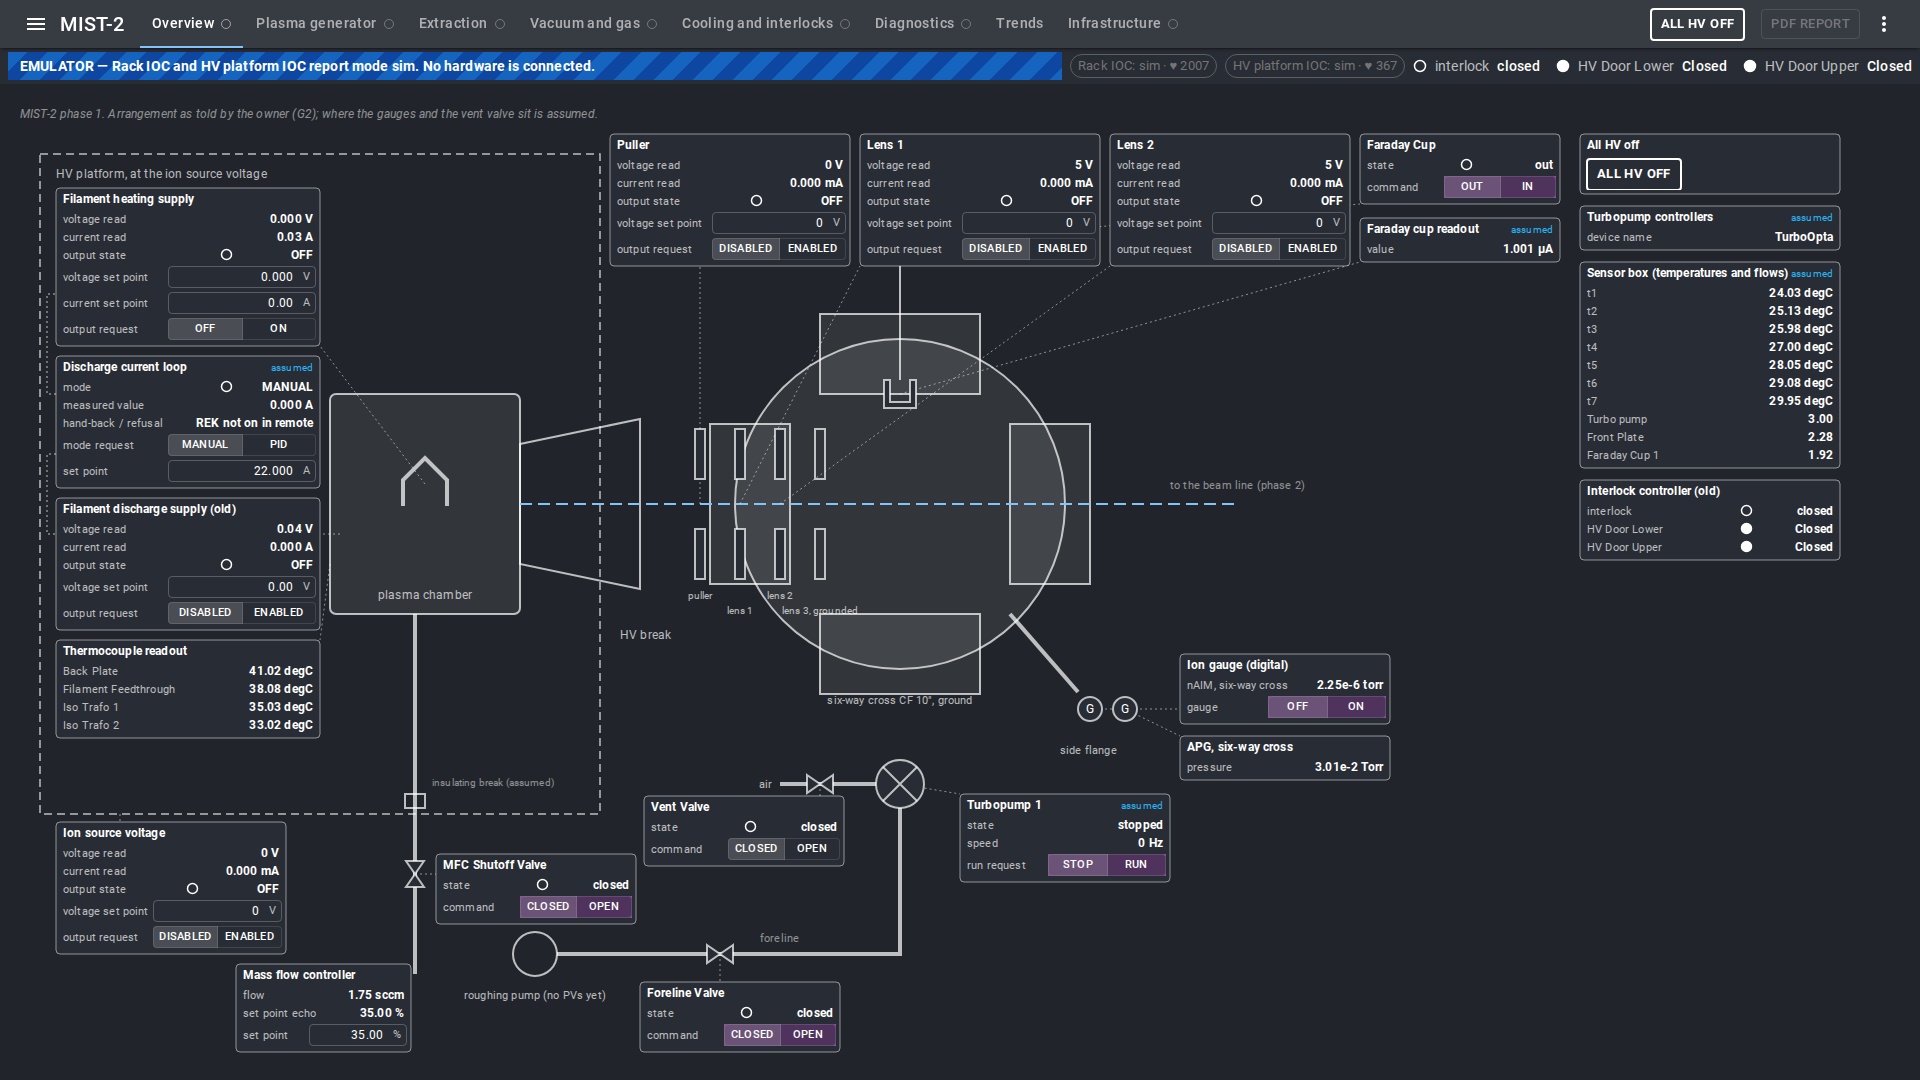 MIST-2
Overview
Plasma generator
Extraction
Vacuum and gas
Cooling and interlocks
Diagnostics
Trends
Infrastructure
ALL HV OFF
PDF REPORT
EMULATOR — Rack IOC and HV platform IOC report mode sim. No hardware is connected.
Rack IOC: sim · ♥ 2007
HV platform IOC: sim · ♥ 367
interlock closed
HV Door Lower Closed
HV Door Upper Closed
MIST-2 phase 1. Arrangement as told by the owner (G2); where the gauges and the vent valve sit is assumed.
HV platform, at the ion source voltage
Filament heating supply
voltage read 0.000 V
current read 0.03 A
output state OFF
voltage set point 0.000 V
current set point 0.00 A
output request OFF ON
Discharge current loop assumed
mode MANUAL
measured value 0.000 A
hand-back / refusal REK not on in remote
mode request MANUAL PID
set point 22.000 A
Filament discharge supply (old)
voltage read 0.04 V
current read 0.000 A
output state OFF
voltage set point 0.00 V
output request DISABLED ENABLED
Thermocouple readout
Back Plate 41.02 degC
Filament Feedthrough 38.08 degC
Iso Trafo 1 35.03 degC
Iso Trafo 2 33.02 degC
plasma chamber
insulating break (assumed)
HV break
Puller
voltage read 0 V
current read 0.000 mA
output state OFF
voltage set point 0 V
output request DISABLED ENABLED
Lens 1
voltage read 5 V
current read 0.000 mA
output state OFF
voltage set point 0 V
output request DISABLED ENABLED
Lens 2
voltage read 5 V
current read 0.000 mA
output state OFF
voltage set point 0 V
output request DISABLED ENABLED
Faraday Cup
state out
command OUT IN
Faraday cup readout assumed
value 1.001 µA
All HV off
ALL HV OFF
Turbopump controllers assumed
device name TurboOpta
Sensor box (temperatures and flows) assumed
t1 24.03 degC
t2 25.13 degC
t3 25.98 degC
t4 27.00 degC
t5 28.05 degC
t6 29.08 degC
t7 29.95 degC
Turbo pump 3.00
Front Plate 2.28
Faraday Cup 1 1.92
Interlock controller (old)
interlock closed
HV Door Lower Closed
HV Door Upper Closed
to the beam line (phase 2)
puller
lens 1
lens 2
lens 3, grounded
six-way cross CF 10", ground
G
G
side flange
Ion gauge (digital)
nAIM, six-way cross 2.25e-6 torr
gauge OFF ON
APG, six-way cross
pressure 3.01e-2 Torr
air
Vent Valve
state closed
command CLOSED OPEN
Turbopump 1 assumed
state stopped
speed 0 Hz
run request STOP RUN
Ion source voltage
voltage read 0 V
current read 0.000 mA
output state OFF
voltage set point 0 V
output request DISABLED ENABLED
MFC Shutoff Valve
state closed
command CLOSED OPEN
foreline
roughing pump (no PVs yet)
Mass flow controller
flow 1.75 sccm
set point echo 35.00 %
set point 35.00 %
Foreline Valve
state closed
command CLOSED OPEN